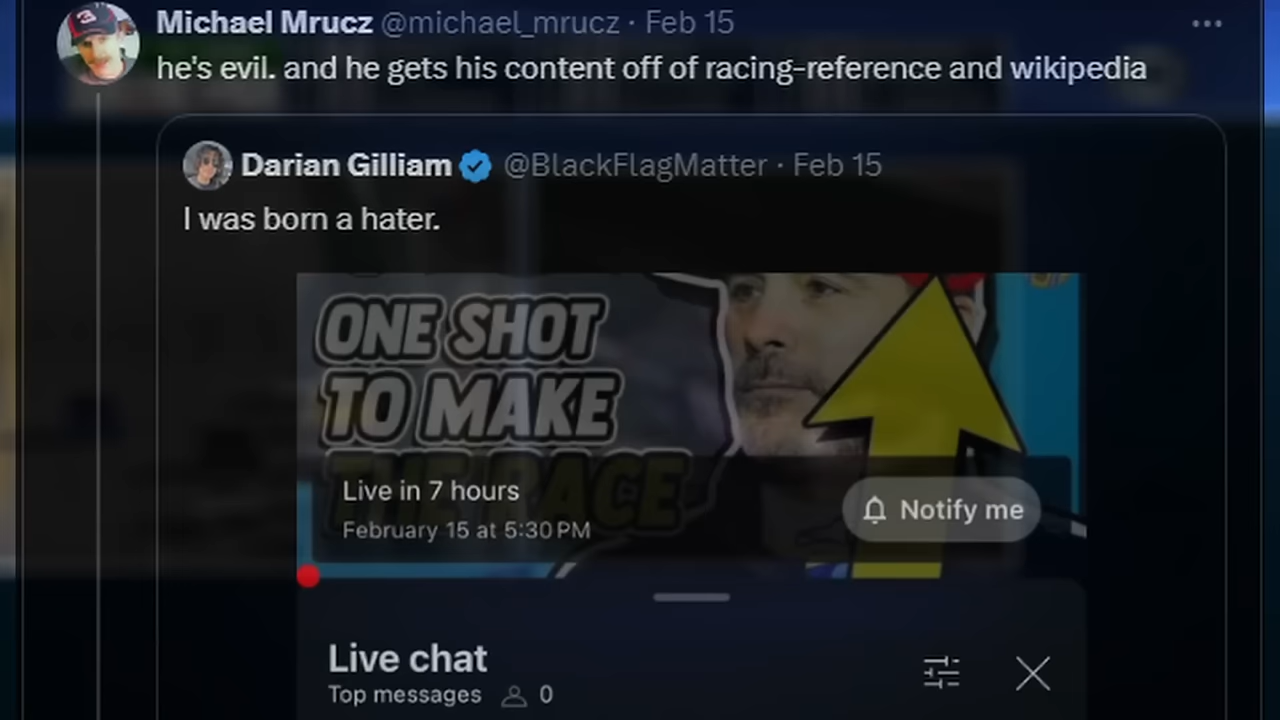 Michael Mrucz @michael_mrucz · Feb 15
he's evil. and he gets his content off of racing-reference and wikipedia
Darian Gilliam @BlackFlagMatter · Feb 15
I was born a hater.
ONE SHOT
TO MAKE
THE RACE
Live in 7 hours
February 15 at 5:30 PM
Notify me
Live chat
Top messages 0